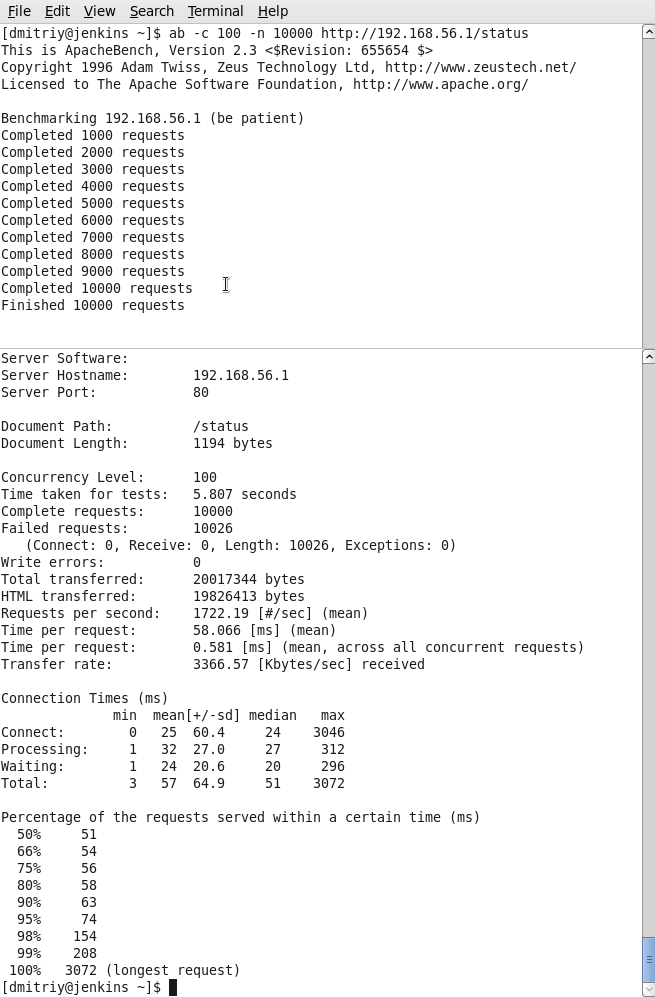 File Edit View Search Terminal Help
[dmitriy@jenkins ~]$ ab -c 100 -n 10000 http://192.168.56.1/status
This is ApacheBench, Version 2.3 <$Revision: 655654 $>
Copyright 1996 Adam Twiss, Zeus Technology Ltd, http://www.zeustech.net/
Licensed to The Apache Software Foundation, http://www.apache.org/

Benchmarking 192.168.56.1 (be patient)
Completed 1000 requests
Completed 2000 requests
Completed 3000 requests
Completed 4000 requests
Completed 5000 requests
Completed 6000 requests
Completed 7000 requests
Completed 8000 requests
Completed 9000 requests
Completed 10000 requests
Finished 10000 requests

Server Software:
Server Hostname:        192.168.56.1
Server Port:            80

Document Path:          /status
Document Length:        1194 bytes

Concurrency Level:      100
Time taken for tests:   5.807 seconds
Complete requests:      10000
Failed requests:        10026
   (Connect: 0, Receive: 0, Length: 10026, Exceptions: 0)
Write errors:           0
Total transferred:      20017344 bytes
HTML transferred:       19826413 bytes
Requests per second:    1722.19 [#/sec] (mean)
Time per request:       58.066 [ms] (mean)
Time per request:       0.581 [ms] (mean, across all concurrent requests)
Transfer rate:          3366.57 [Kbytes/sec] received

Connection Times (ms)
              min  mean[+/-sd] median   max
Connect:        0   25  60.4     24    3046
Processing:     1   32  27.0     27     312
Waiting:        1   24  20.6     20     296
Total:          3   57  64.9     51    3072

Percentage of the requests served within a certain time (ms)
  50%     51
  66%     54
  75%     56
  80%     58
  90%     63
  95%     74
  98%    154
  99%    208
 100%   3072 (longest request)
[dmitriy@jenkins ~]$